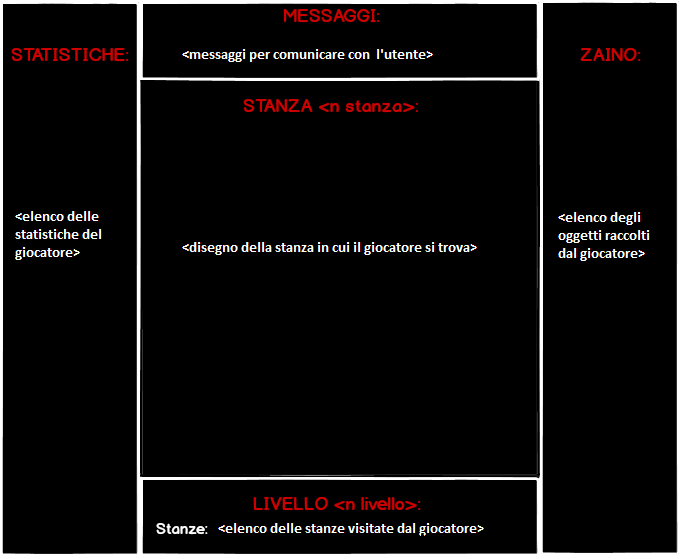 STATISTICHE:
<elenco delle
statistiche del
giocatore>
MESSAGGI:
<messaggi per comunicare con  l'utente>
STANZA <n stanza>:
<disegno della stanza in cui il giocatore si trova>
LIVELLO <n livello>:
Stanze: <elenco delle stanze visitate dal giocatore>
ZAINO:
<elenco degli
oggetti raccolti
dal giocatore>